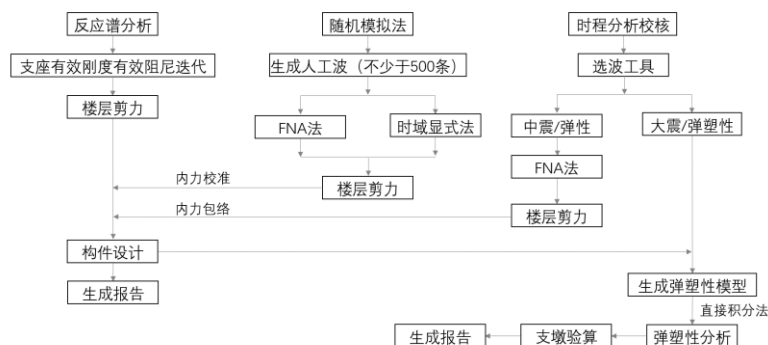 反应谱分析
随机模拟法
时程分析校核
支座有效刚度有效阻尼迭代
生成人工波（不少于500条）
选波工具
楼层剪力
FNA法
时域显式法
中震/弹性
大震/弹塑性
FNA法
内力校准
楼层剪力
内力包络
楼层剪力
构件设计
生成报告
生成弹塑性模型
直接积分法
生成报告
支墩验算
弹塑性分析